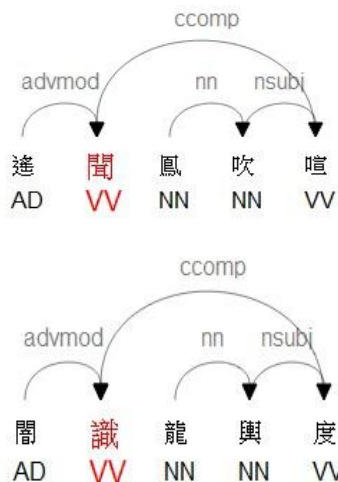 ccomp
advmod nn nsubj
遙 聞 鳳 吹 喧
AD VV NN NN VV
ccomp
advmod nn nsubj
闇 識 龍 輿 度
AD VV NN NN VV